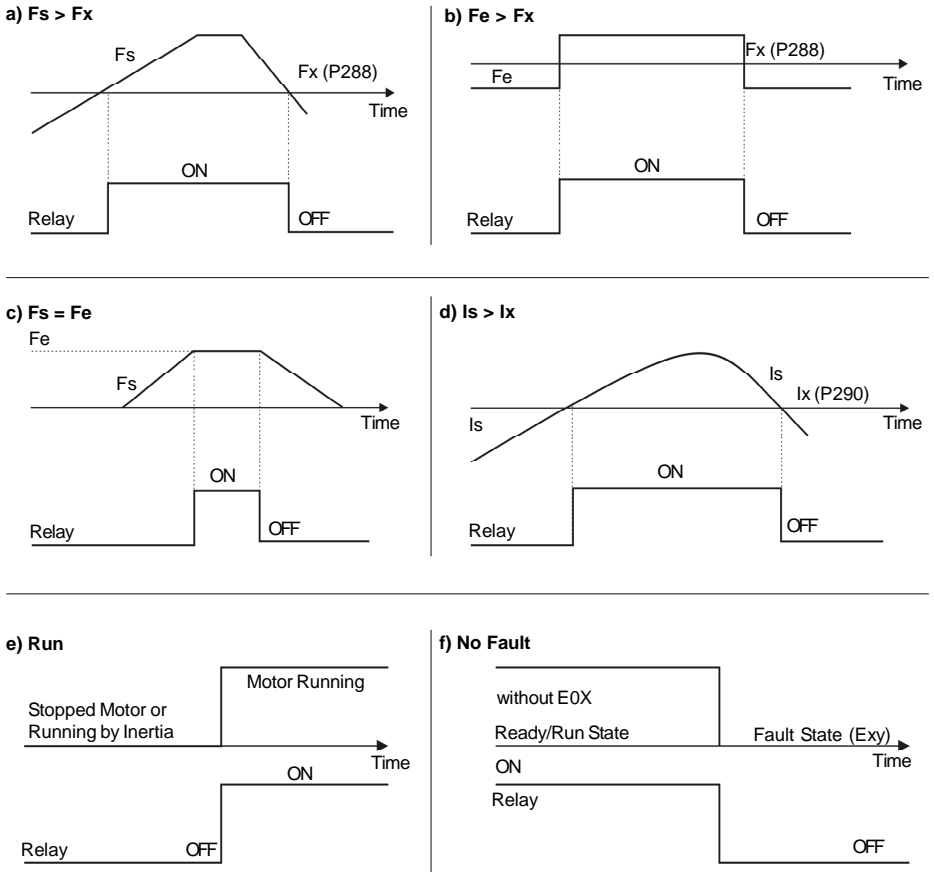 a) Fs > Fx
Fs
Fx (P288)
Time
ON
Relay
OFF
b) Fe > Fx
Fx (P288)
Fe
Time
ON
Relay
OFF
c) Fs = Fe
Fe
Fs
Time
ON
Relay
OFF
d) Is > Ix
Is
Ix (P290)
Is
Time
ON
Relay
OFF
e) Run
Motor Running
Stopped Motor or
Running by Inertia
Time
ON
Relay
OFF
f) No Fault
without E0X
Ready/Run State
Fault State (Exy)
Time
ON
Relay
OFF